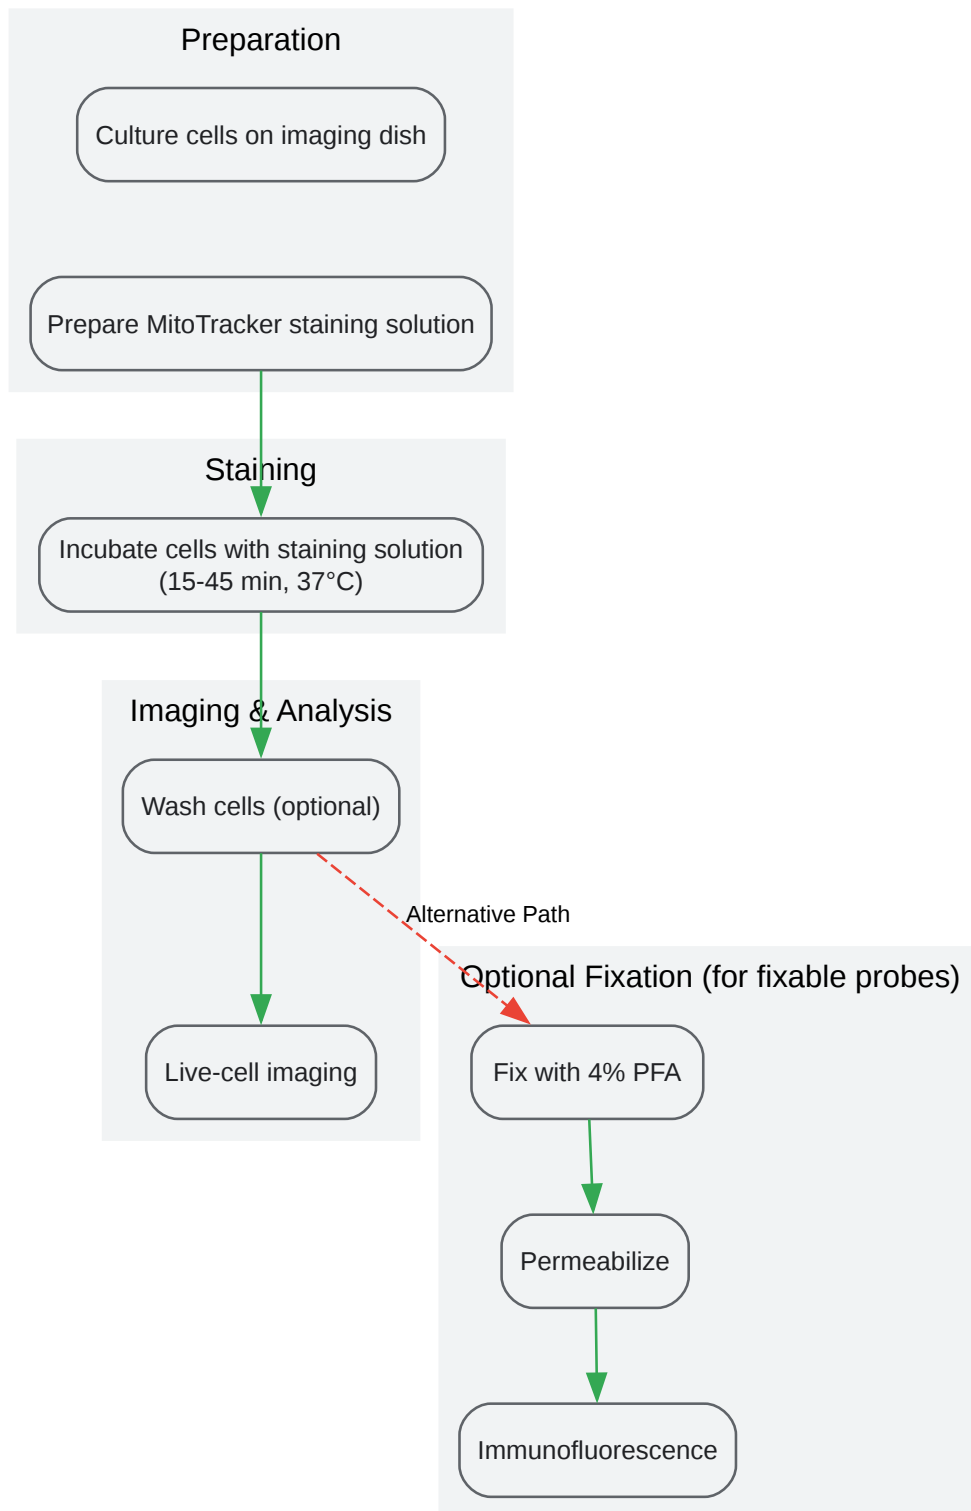 Preparation
Culture cells on imaging dish
Prepare MitoTracker staining solution
Staining
Incubate cells with staining solution
(15-45 min, 37°C)
Imaging & Analysis
Wash cells (optional)
Alternative Path
Live-cell imaging
Optional Fixation (for fixable probes)
Fix with 4% PFA
Permeabilize
Immunofluorescence